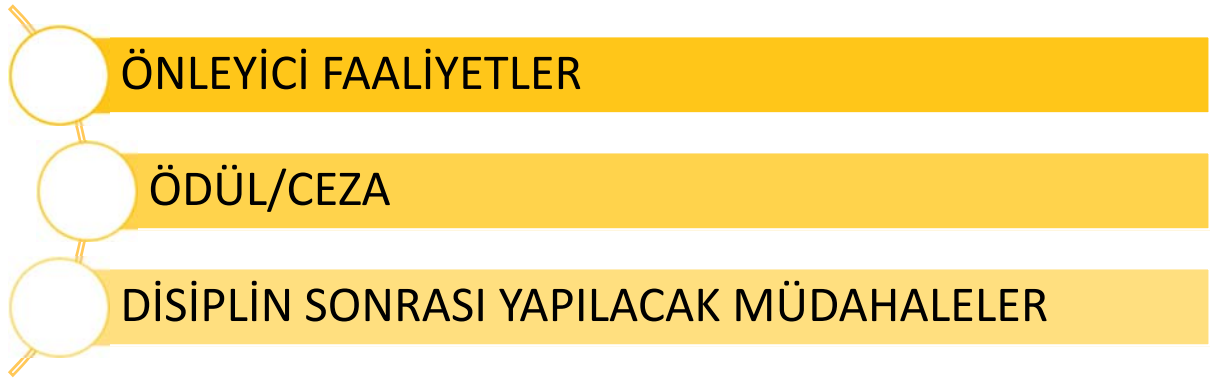 ÖNLEYİCİ FAALİYETLER
ÖDÜL/CEZA
DİSİPLİN SONRASI YAPILACAK MÜDAHALELER